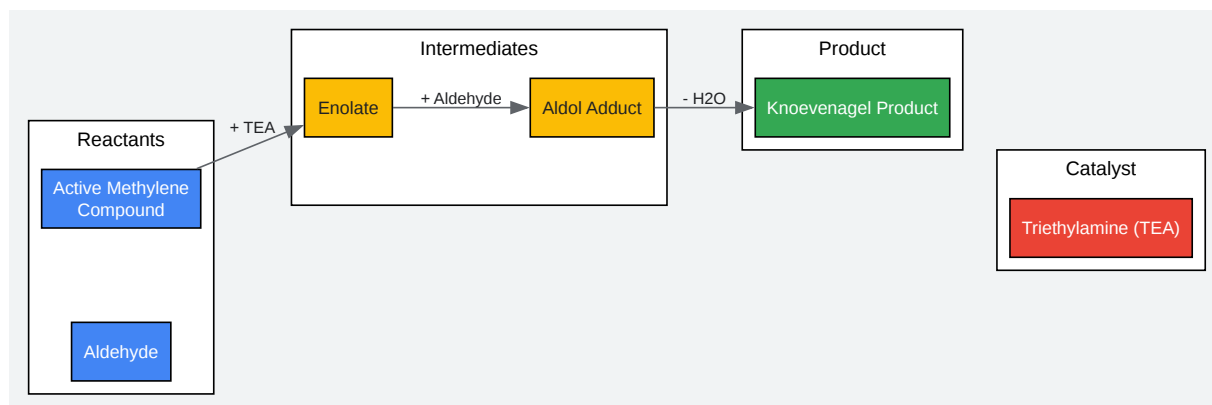 Reactants
Active Methylene
Compound
Aldehyde
+ TEA
Intermediates
Enolate
+ Aldehyde
Aldol Adduct
- H2O
Product
Knoevenagel Product
Catalyst
Triethylamine (TEA)